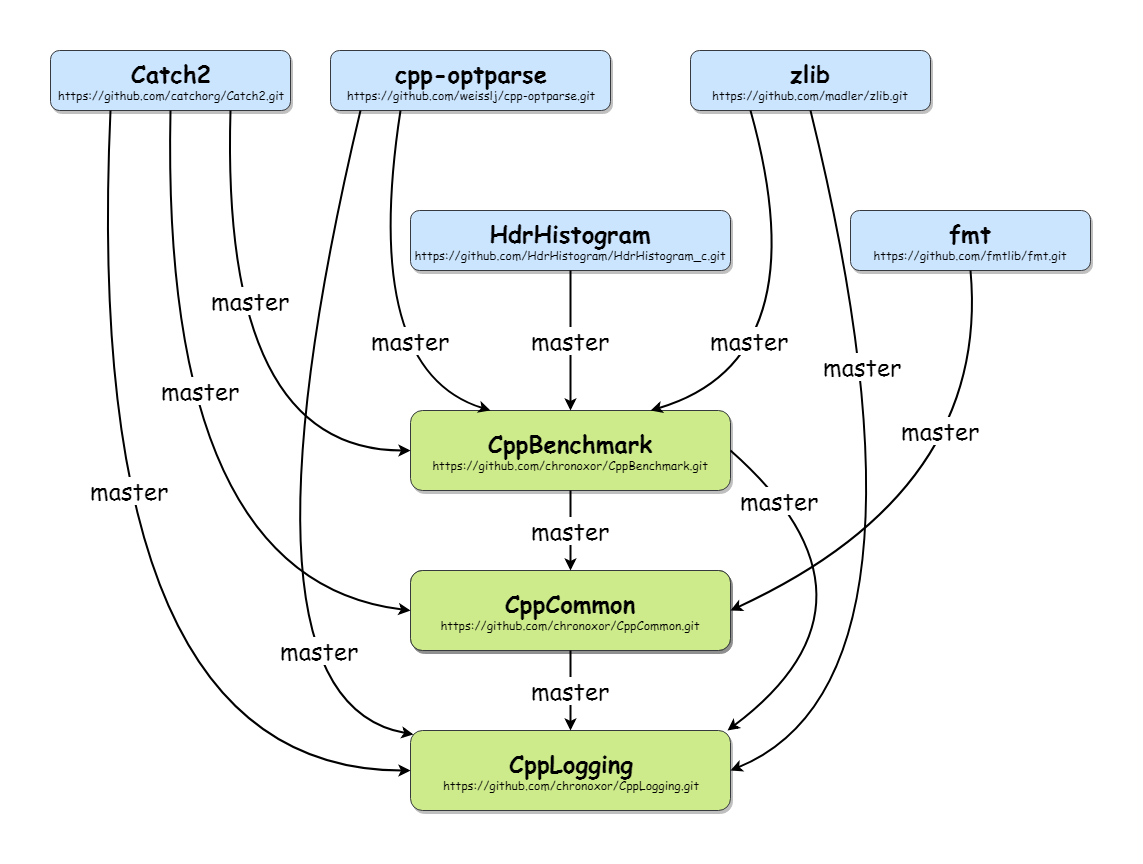 Catch2
https://github.com/catchorg/Catch2.git
cpp-optparse
https://github.com/weisslj/cpp-optparse.git
zlib
https://github.com/madler/zlib.git
HdrHistogram
https://github.com/HdrHistogram/HdrHistogram_c.git
fmt
https://github.com/fmtlib/fmt.git
master
master
master
master
master
master
master
CppBenchmark
https://github.com/chronoxor/CppBenchmark.git
master
master
master
CppCommon
https://github.com/chronoxor/CppCommon.git
master
master
CppLogging
https://github.com/chronoxor/CppLogging.git